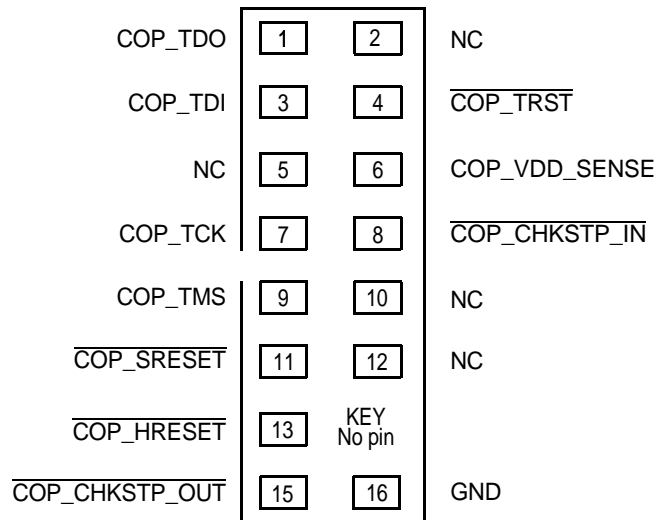 COP_TDO 1 2 NC
COP_TDI 3 4 COP_TRST
NC 5 6 COP_VDD_SENSE
COP_TCK 7 8 COP_CHKSTP_IN
COP_TMS 9 10 NC
COP_SRESET 11 12 NC
COP_HRESET 13 KEY
No pin
COP_CHKSTP_OUT 15 16 GND